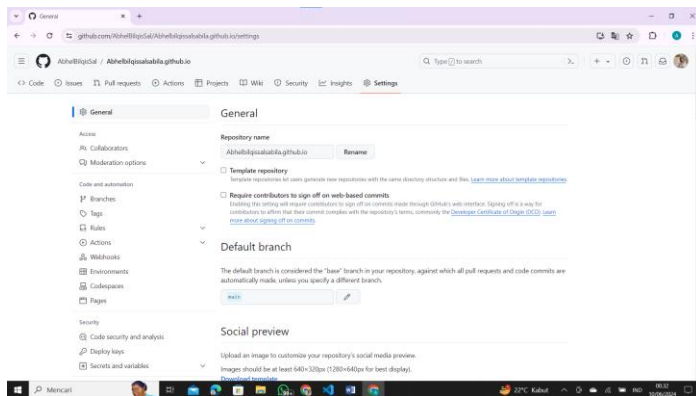 General
github.com/AbhelBilqisSal/Abhelbilqissalsabila.github.io/settings
AbhelBilqisSal / Abhelbilqissalsabila.github.io
Type / to search
Code Issues Pull requests Actions Projects Wiki Security Insights Settings
General
Access
Collaborators
Moderation options
Code and automation
Branches
Tags
Rules
Actions
Webhooks
Environments
Codespaces
Pages
Security
Code security and analysis
Deploy keys
Secrets and variables
General
Repository name
Abhelbilqissalsabila.github.io Rename
Template repository
Template repositories let users generate new repositories with the same directory structure and files. Learn more about template repositories.
Require contributors to sign off on web-based commits
Enabling this setting will require contributors to sign off on commits made through GitHub's web interface. Signing off is a way for
contributors to affirm that their commit complies with the repository's terms, commonly the Developer Certificate of Origin (DCO). Learn
more about signing off on commits.
Default branch
The default branch is considered the "base" branch in your repository, against which all pull requests and code commits are
automatically made, unless you specify a different branch.
main
Social preview
Upload an image to customize your repository's social media preview.
Images should be at least 640×320px (1280×640px for best display).
Download template
Mencari
22°C Kabut
IND
00.32
10/06/2024